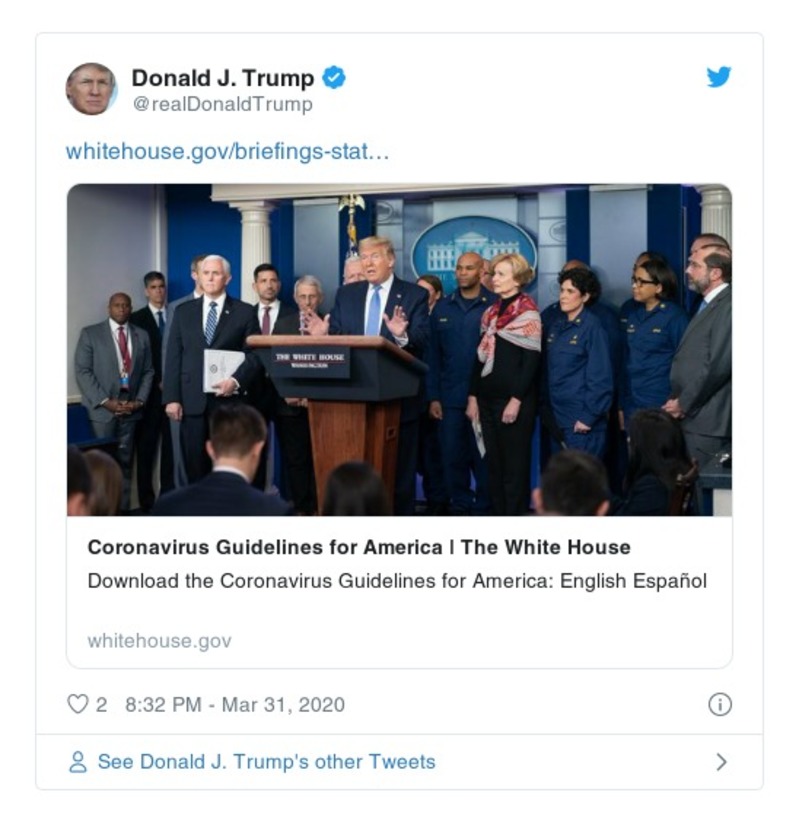 Donald J. Trump
@realDonaldTrump
whitehouse.gov/briefings-stat…
THE WHITE HOUSE
WASHINGTON
Coronavirus Guidelines for America | The White House
Download the Coronavirus Guidelines for America: English Español
whitehouse.gov
2 8:32 PM - Mar 31, 2020
See Donald J. Trump's other Tweets